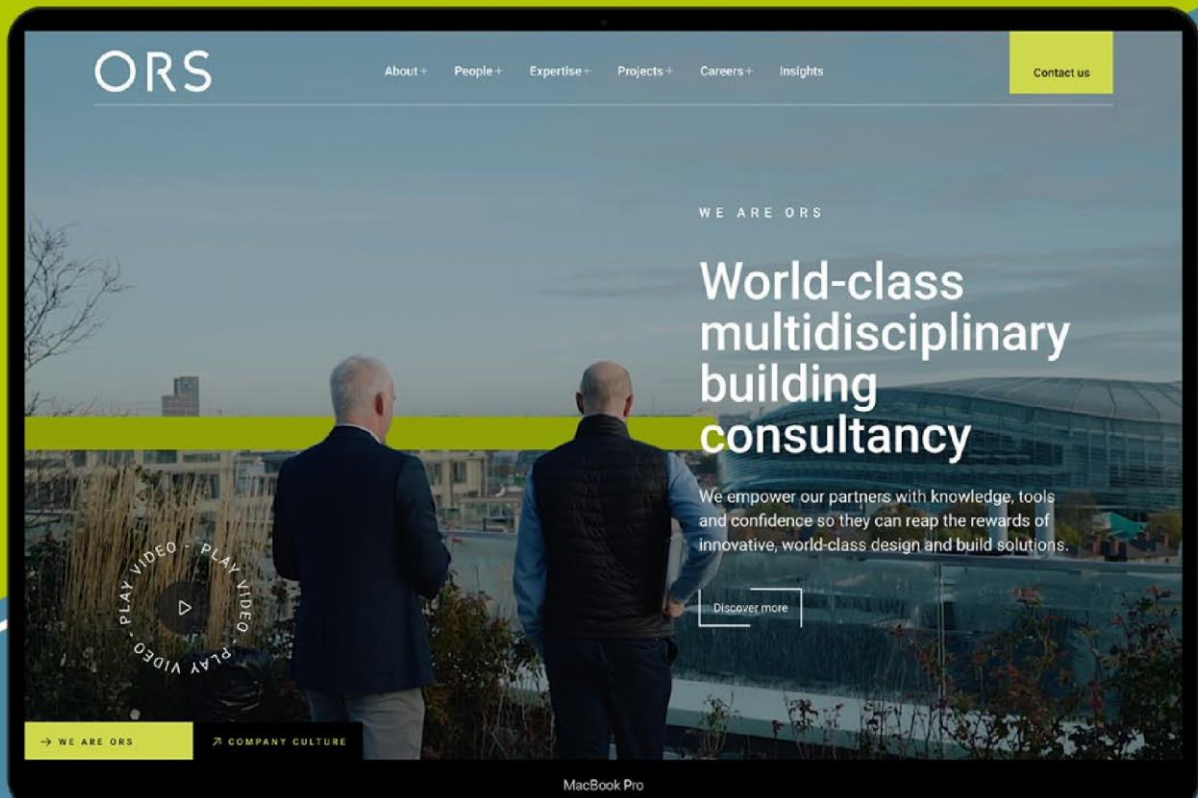 ORS
About +
People +
Expertise +
Projects +
Careers +
Insights
Contact us
WE ARE ORS
World-class
multidisciplinary
building
consultancy
We empower our partners with knowledge, tools
and confidence so they can reap the rewards of
innovative, world-class design and build solutions.
Discover more
PLAY VIDEO - PLAY VIDEO - PLAY VIDEO -
→ WE ARE ORS
↗ COMPANY CULTURE
MacBook Pro